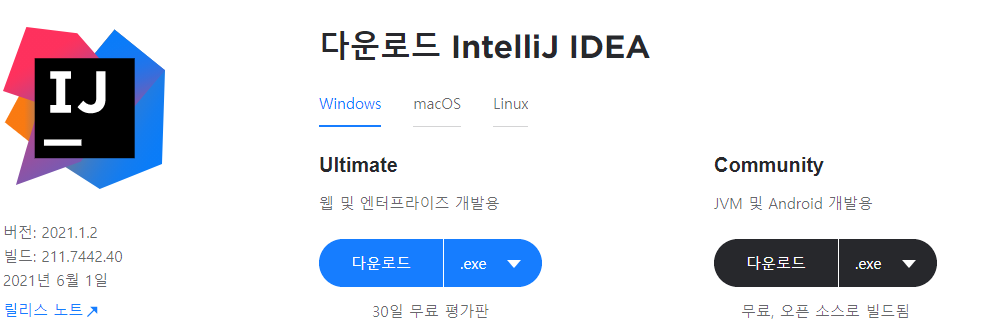 IJ
다운로드 IntelliJ IDEA
Windows macOS Linux
Ultimate
웹 및 엔터프라이즈 개발용
다운로드 .exe
30일 무료 평가판
Community
JVM 및 Android 개발용
다운로드 .exe
무료, 오픈 소스로 빌드됨
버전: 2021.1.2
빌드: 211.7442.40
2021년 6월 1일
릴리스 노트